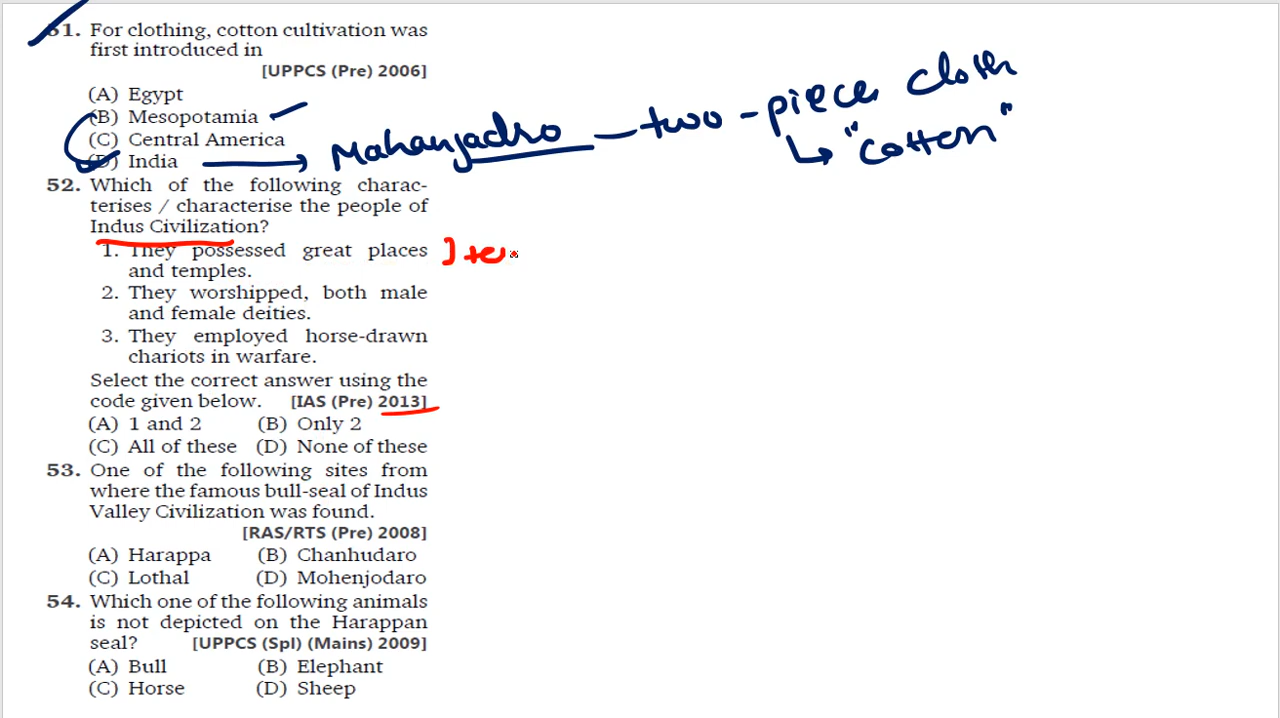 51. For clothing, cotton cultivation was
first introduced in
[UPPCS (Pre) 2006]
(A) Egypt
(B) Mesopotamia
(C) Central America
(D) India
Mahanjadro - two-piece cloth
"cotton"
52. Which of the following charac-
terises / characterise the people of
Indus Civilization?
1. They possessed great places
and temples.
] te
2. They worshipped, both male
and female deities.
3. They employed horse-drawn
chariots in warfare.
Select the correct answer using the
code given below. [IAS (Pre) 2013]
(A) 1 and 2 (B) Only 2
(C) All of these (D) None of these
53. One of the following sites from
where the famous bull-seal of Indus
Valley Civilization was found.
[RAS/RTS (Pre) 2008]
(A) Harappa (B) Chanhudaro
(C) Lothal (D) Mohenjodaro
54. Which one of the following animals
is not depicted on the Harappan
seal? [UPPCS (Spl) (Mains) 2009]
(A) Bull (B) Elephant
(C) Horse (D) Sheep